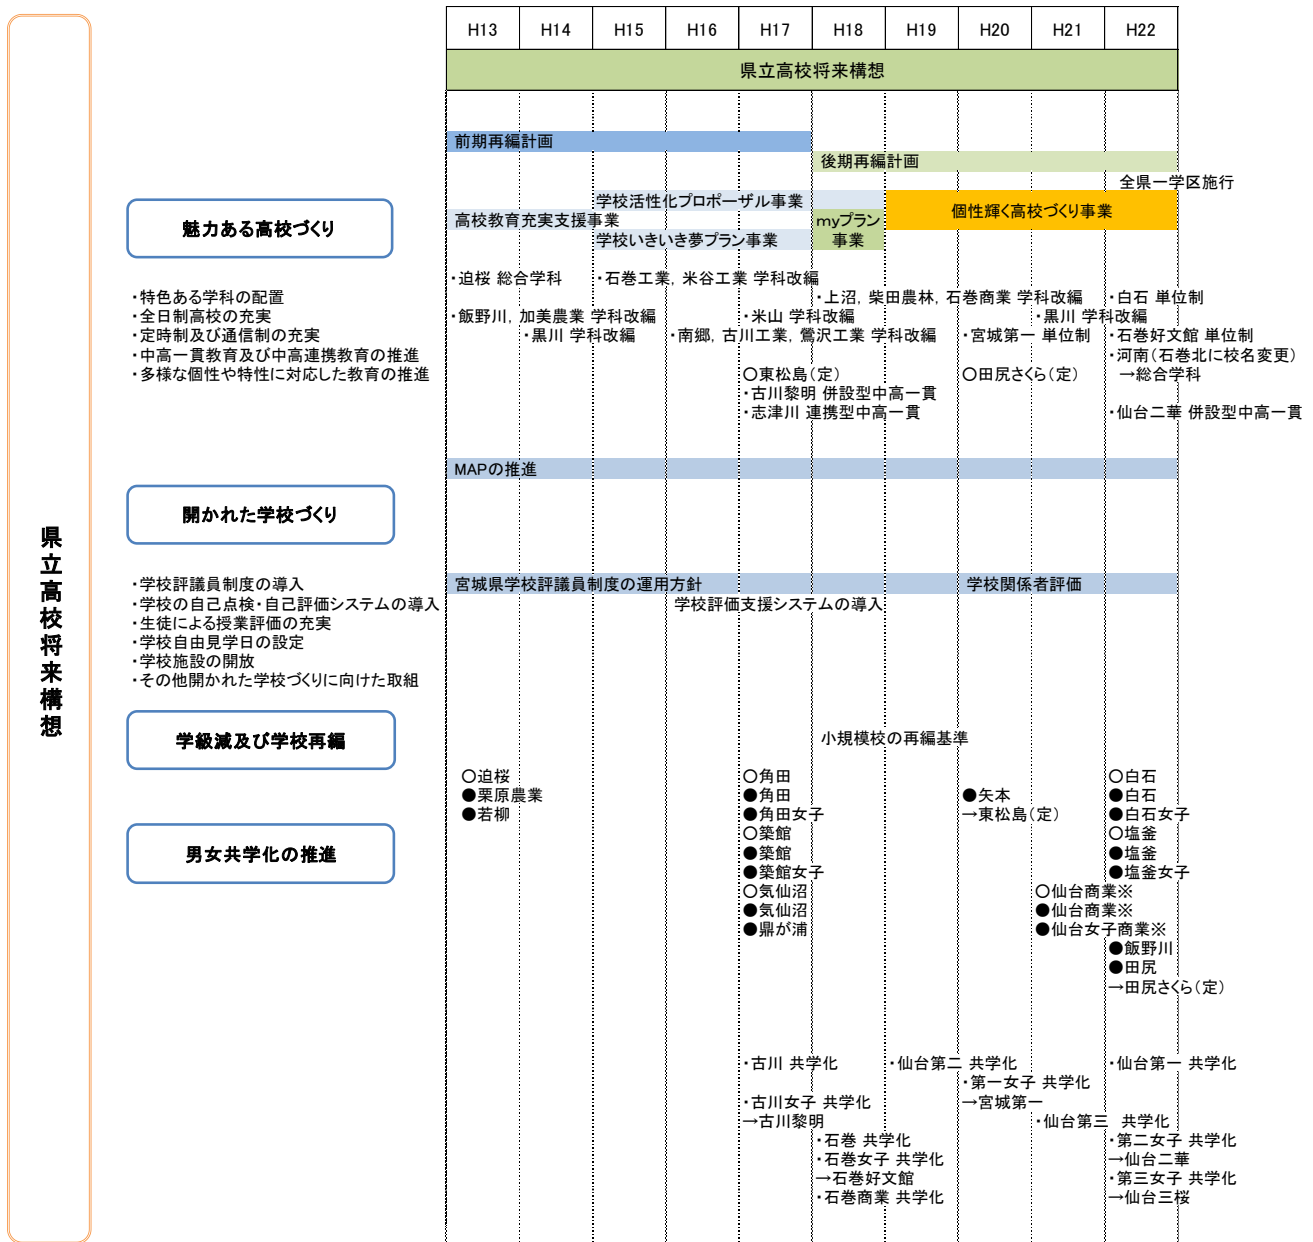 県立高校将来構想
H13 H14 H15 H16 H17 H18 H19 H20 H21 H22
県立高校将来構想
前期再編計画
後期再編計画
全県一学区施行
魅力ある高校づくり
学校活性化プロポーザル事業
個性輝く高校づくり事業
高校教育充実支援事業
myプラン
事業
学校いきいき夢プラン事業
・特色ある学科の配置
・全日制高校の充実
・定時制及び通信制の充実
・中高一貫教育及び中高連携教育の推進
・多様な個性や特性に対応した教育の推進
・迫桜 総合学科 ・石巻工業, 米谷工業 学科改編
・上沼, 柴田農林, 石巻商業 学科改編 ・白石 単位制
・飯野川, 加美農業 学科改編 ・米山 学科改編 ・黒川 学科改編
・黒川 学科改編 ・南郷, 古川工業, 鶯沢工業 学科改編 ・宮城第一 単位制 ・石巻好文館 単位制
・河南(石巻北に校名変更)
○東松島(定) ○田尻さくら(定) →総合学科
・古川黎明 併設型中高一貫
・志津川 連携型中高一貫 ・仙台二華 併設型中高一貫
MAPの推進
開かれた学校づくり
・学校評議員制度の導入
・学校の自己点検・自己評価システムの導入
・生徒による授業評価の充実
・学校自由見学日の設定
・学校施設の開放
・その他開かれた学校づくりに向けた取組
宮城県学校評議員制度の運用方針 学校関係者評価
学校評価支援システムの導入
学級減及び学校再編
小規模校の再編基準
○迫桜 ○角田 ○白石
●栗原農業 ●角田 ●矢本 ●白石
●若柳 ●角田女子 →東松島(定) ●白石女子
男女共学化の推進
○築館 ○塩釜
●築館 ●塩釜
●築館女子 ●塩釜女子
○気仙沼 ○仙台商業※
●気仙沼 ●仙台商業※
●鼎が浦 ●仙台女子商業※
●飯野川
●田尻
→田尻さくら(定)
・古川 共学化 ・仙台第二 共学化 ・仙台第一 共学化
・第一女子 共学化
・古川女子 共学化 →宮城第一
→古川黎明 ・仙台第三 共学化
・石巻 共学化 ・第二女子 共学化
・石巻女子 共学化 →仙台二華
→石巻好文館 ・第三女子 共学化
・石巻商業 共学化 →仙台三桜